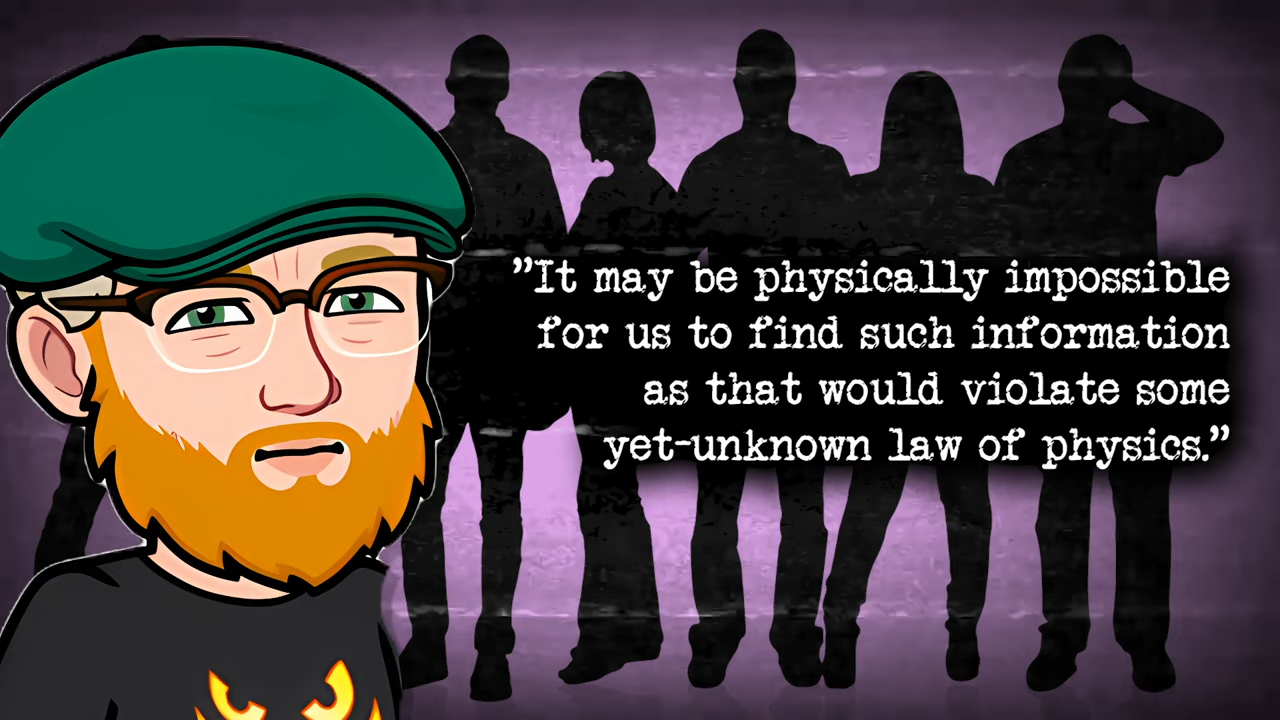 ”It may be physically impossible
for us to find such information
as that would violate some
yet-unknown law of physics.”